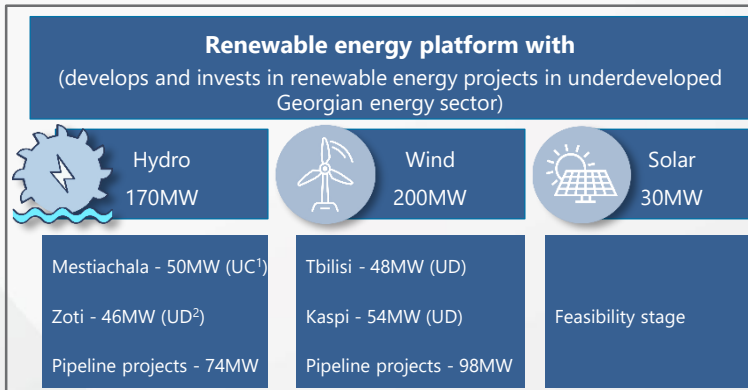 Renewable energy platform with
(develops and invests in renewable energy projects in underdeveloped
Georgian energy sector)
Hydro
170MW
Wind
200MW
Solar
30MW
Mestiachala - 50MW (UC¹)
Zoti - 46MW (UD²)
Pipeline projects - 74MW
Tbilisi - 48MW (UD)
Kaspi - 54MW (UD)
Pipeline projects - 98MW
Feasibility stage